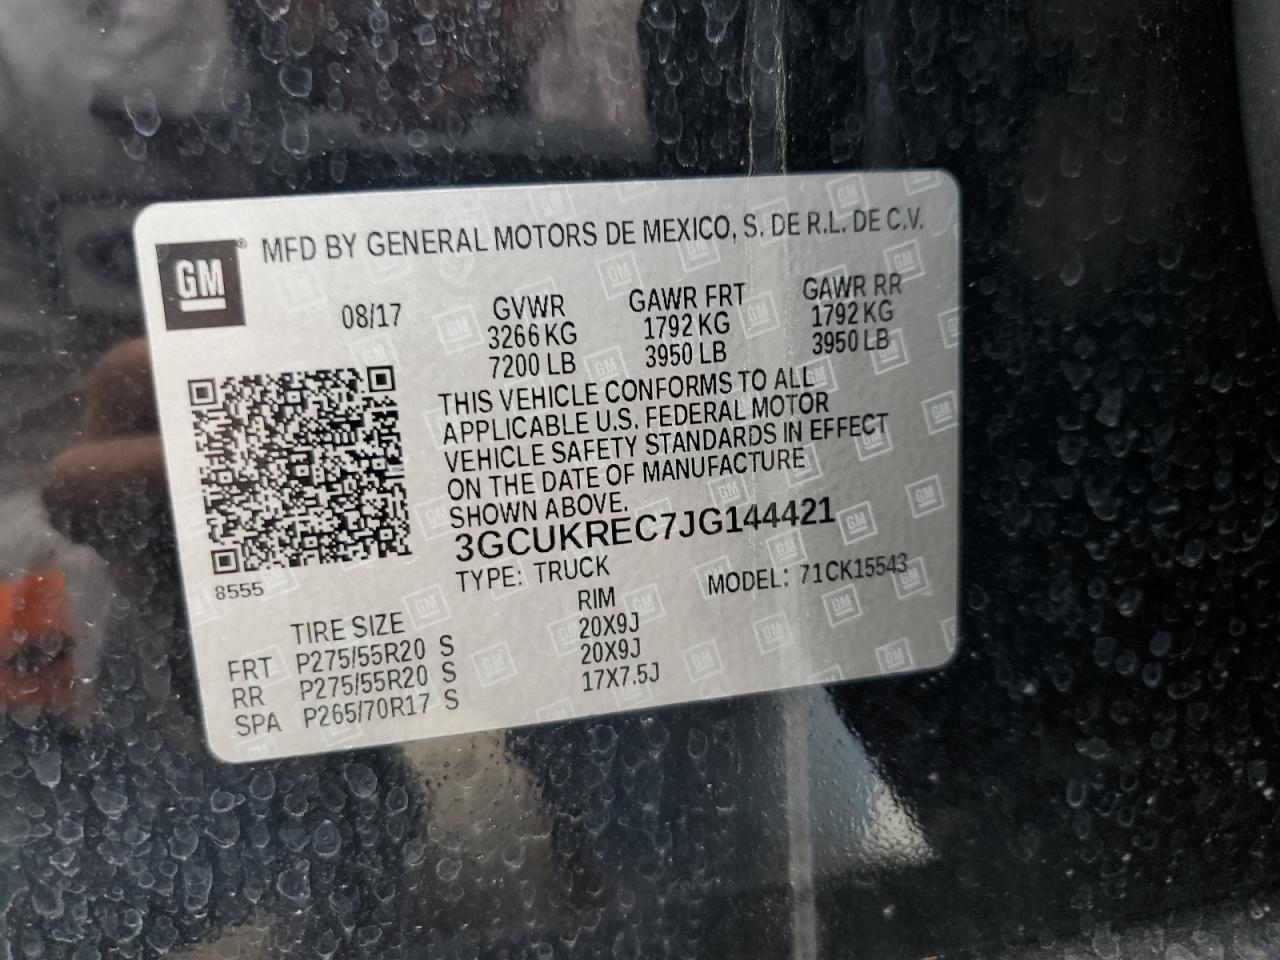 GM® MFD BY GENERAL MOTORS DE MEXICO, S. DE R.L. DE C.V.
08/17
GVWR
3266 KG
7200 LB
GAWR FRT
1792 KG
3950 LB
GAWR RR
1792 KG
3950 LB
THIS VEHICLE CONFORMS TO ALL
APPLICABLE U.S. FEDERAL MOTOR
VEHICLE SAFETY STANDARDS IN EFFECT
ON THE DATE OF MANUFACTURE
SHOWN ABOVE.
3GCUKREC7JG144421
8555
TYPE: TRUCK MODEL: 71CK15543
TIRE SIZE RIM
FRT P275/55R20 S 20X9J
RR P275/55R20 S 20X9J
SPA P265/70R17 S 17X7.5J